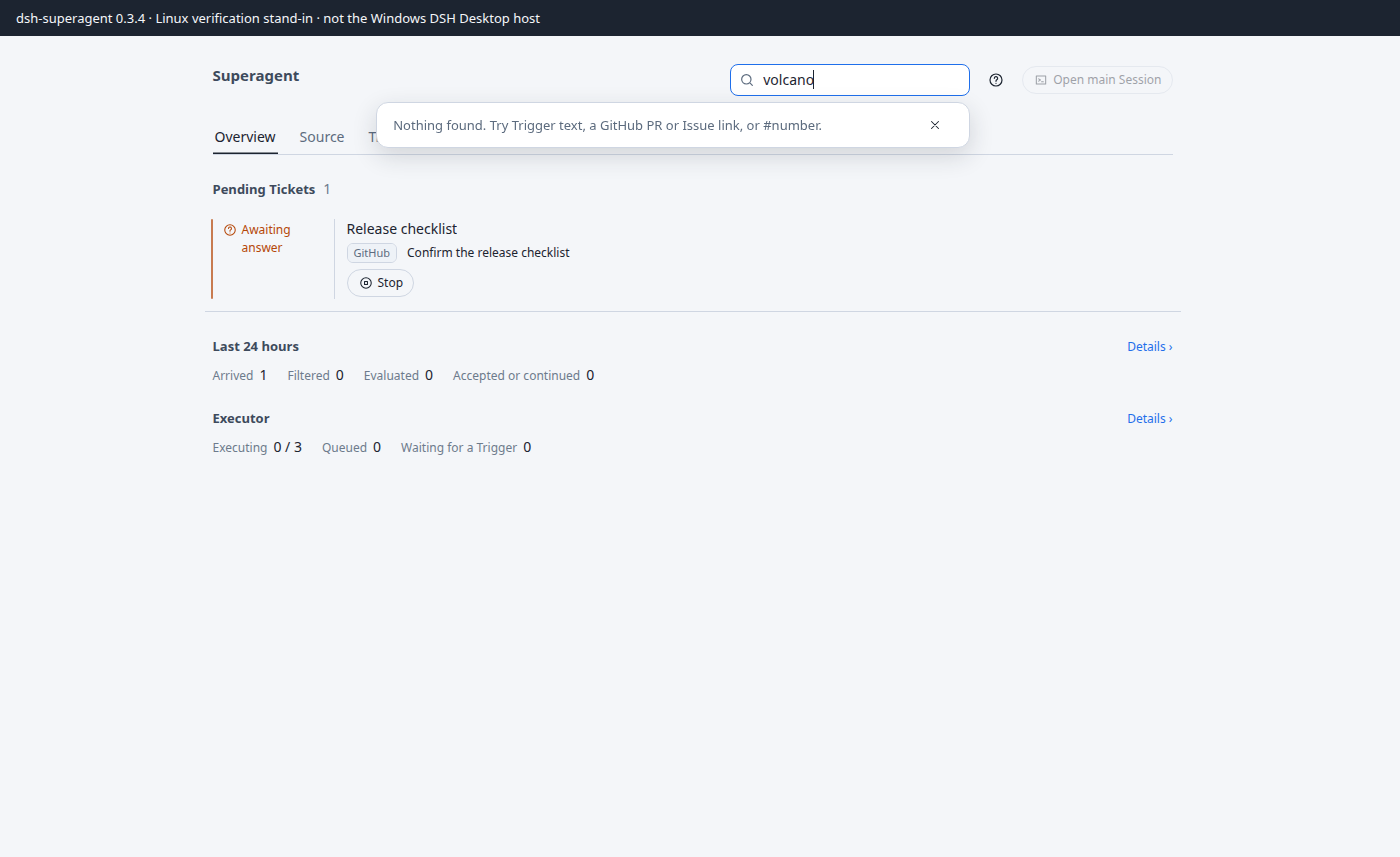 dsh-superagent 0.3.4 · Linux verification stand-in · not the Windows DSH Desktop host
Superagent
volcano
Open main Session
Nothing found. Try Trigger text, a GitHub PR or Issue link, or #number.
Overview Source
Pending Tickets 1
Awaiting
answer
Release checklist
GitHub Confirm the release checklist
Stop
Last 24 hours
Details ›
Arrived 1 Filtered 0 Evaluated 0 Accepted or continued 0
Executor
Details ›
Executing 0 / 3 Queued 0 Waiting for a Trigger 0